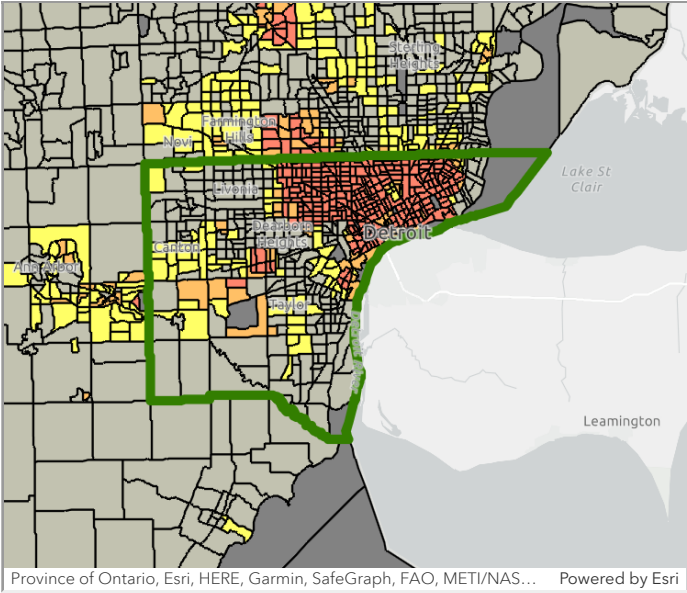 Sterling
Heights
Farmington
Hills
Novi
Lake St
Clair
Livonia
Dearborn
Heights
Detroit
Canton
Ann Arbor
Taylor
Leamington
Province of Ontario, Esri, HERE, Garmin, SafeGraph, FAO, METI/NAS... Powered by Esri